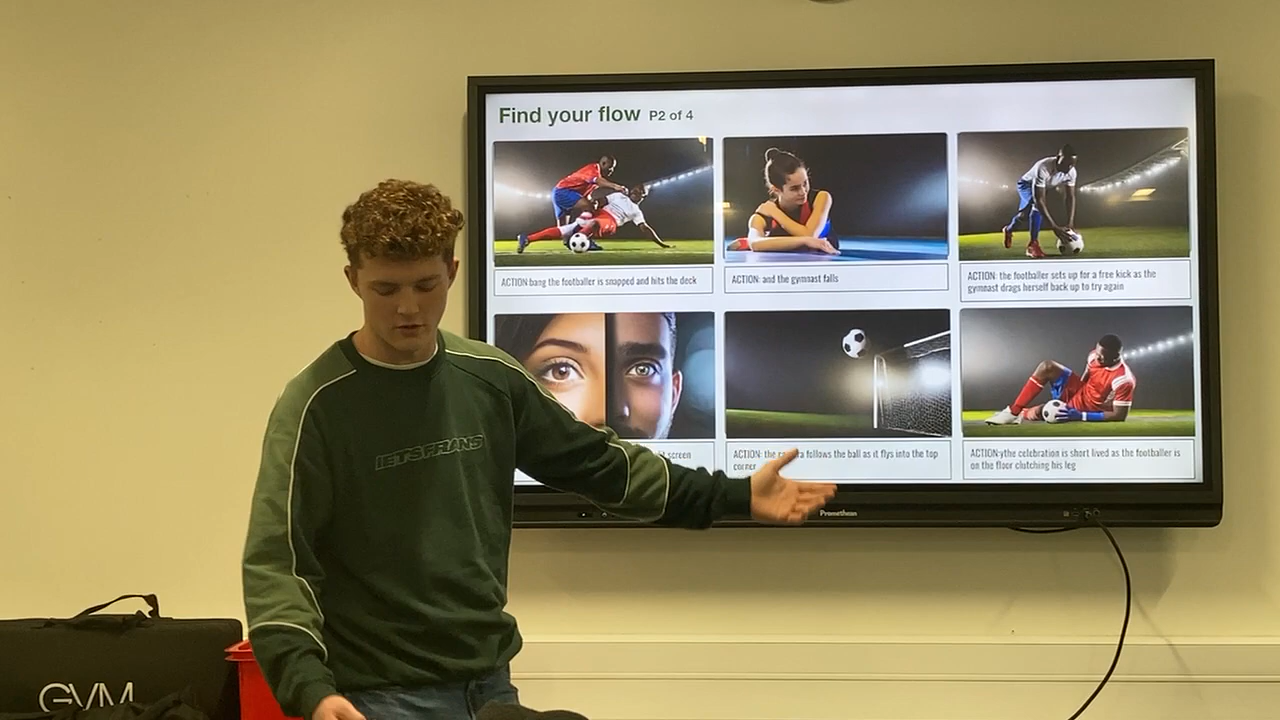 Find your flow P2 of 4
ACTION:bang the footballer is snapped and hits the deck
ACTION: and the gymnast falls
ACTION: the footballer sets up for a free kick as the
gymnast drags herself back up to try again
screen
ACTION: the follows the ball as it flys into the top
corner
ACTION:ythe celebration is short lived as the footballer is
on the floor clutching his leg
IETS FRANS
Promethean
GVM